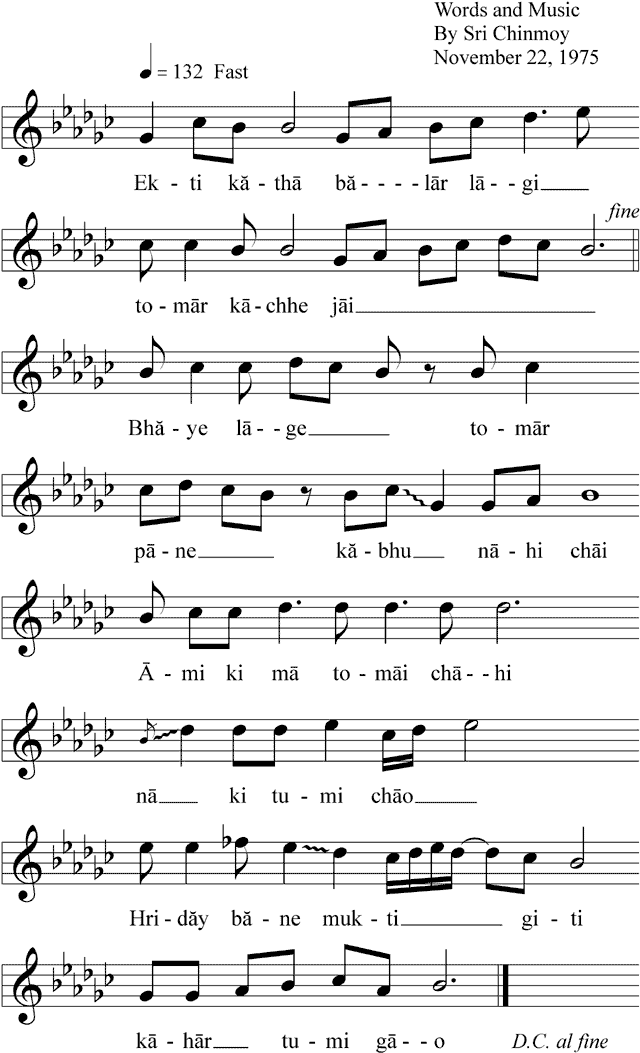 Words and Music
By Sri Chinmoy
November 22, 1975
= 132 Fast
Ek - ti kă - thā bă - - - - lār lā - gi
fine
to - mār kā - chhe jāi
Bhă - ye lā - - ge to - mār
pā - ne kă - bhu nā - hi chāi
Ā - mi ki mā to - māi chā - - hi
nā ki tu - mi chāo
Hri - dăy bă - ne muk - ti gi - ti
kā - hār tu - mi gā - - o D.C. al fine